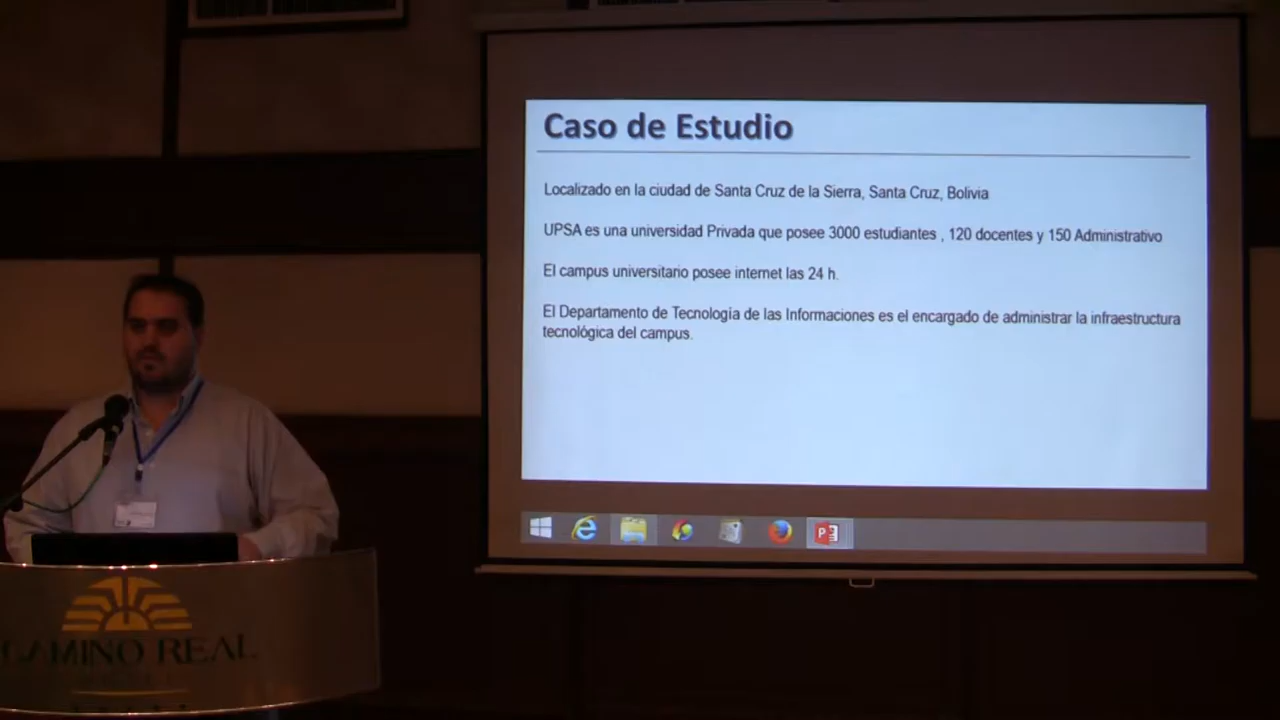 Caso de Estudio
Localizado en la ciudad de Santa Cruz de la Sierra, Santa Cruz, Bolivia
UPSA es una universidad Privada que posee 3000 estudiantes , 120 docentes y 150 Administrativo
El campus universitario posee internet las 24 h.
El Departamento de Tecnología de las Informaciones es el encargado de administrar la infraestructura
tecnológica del campus.
CAMINO REAL